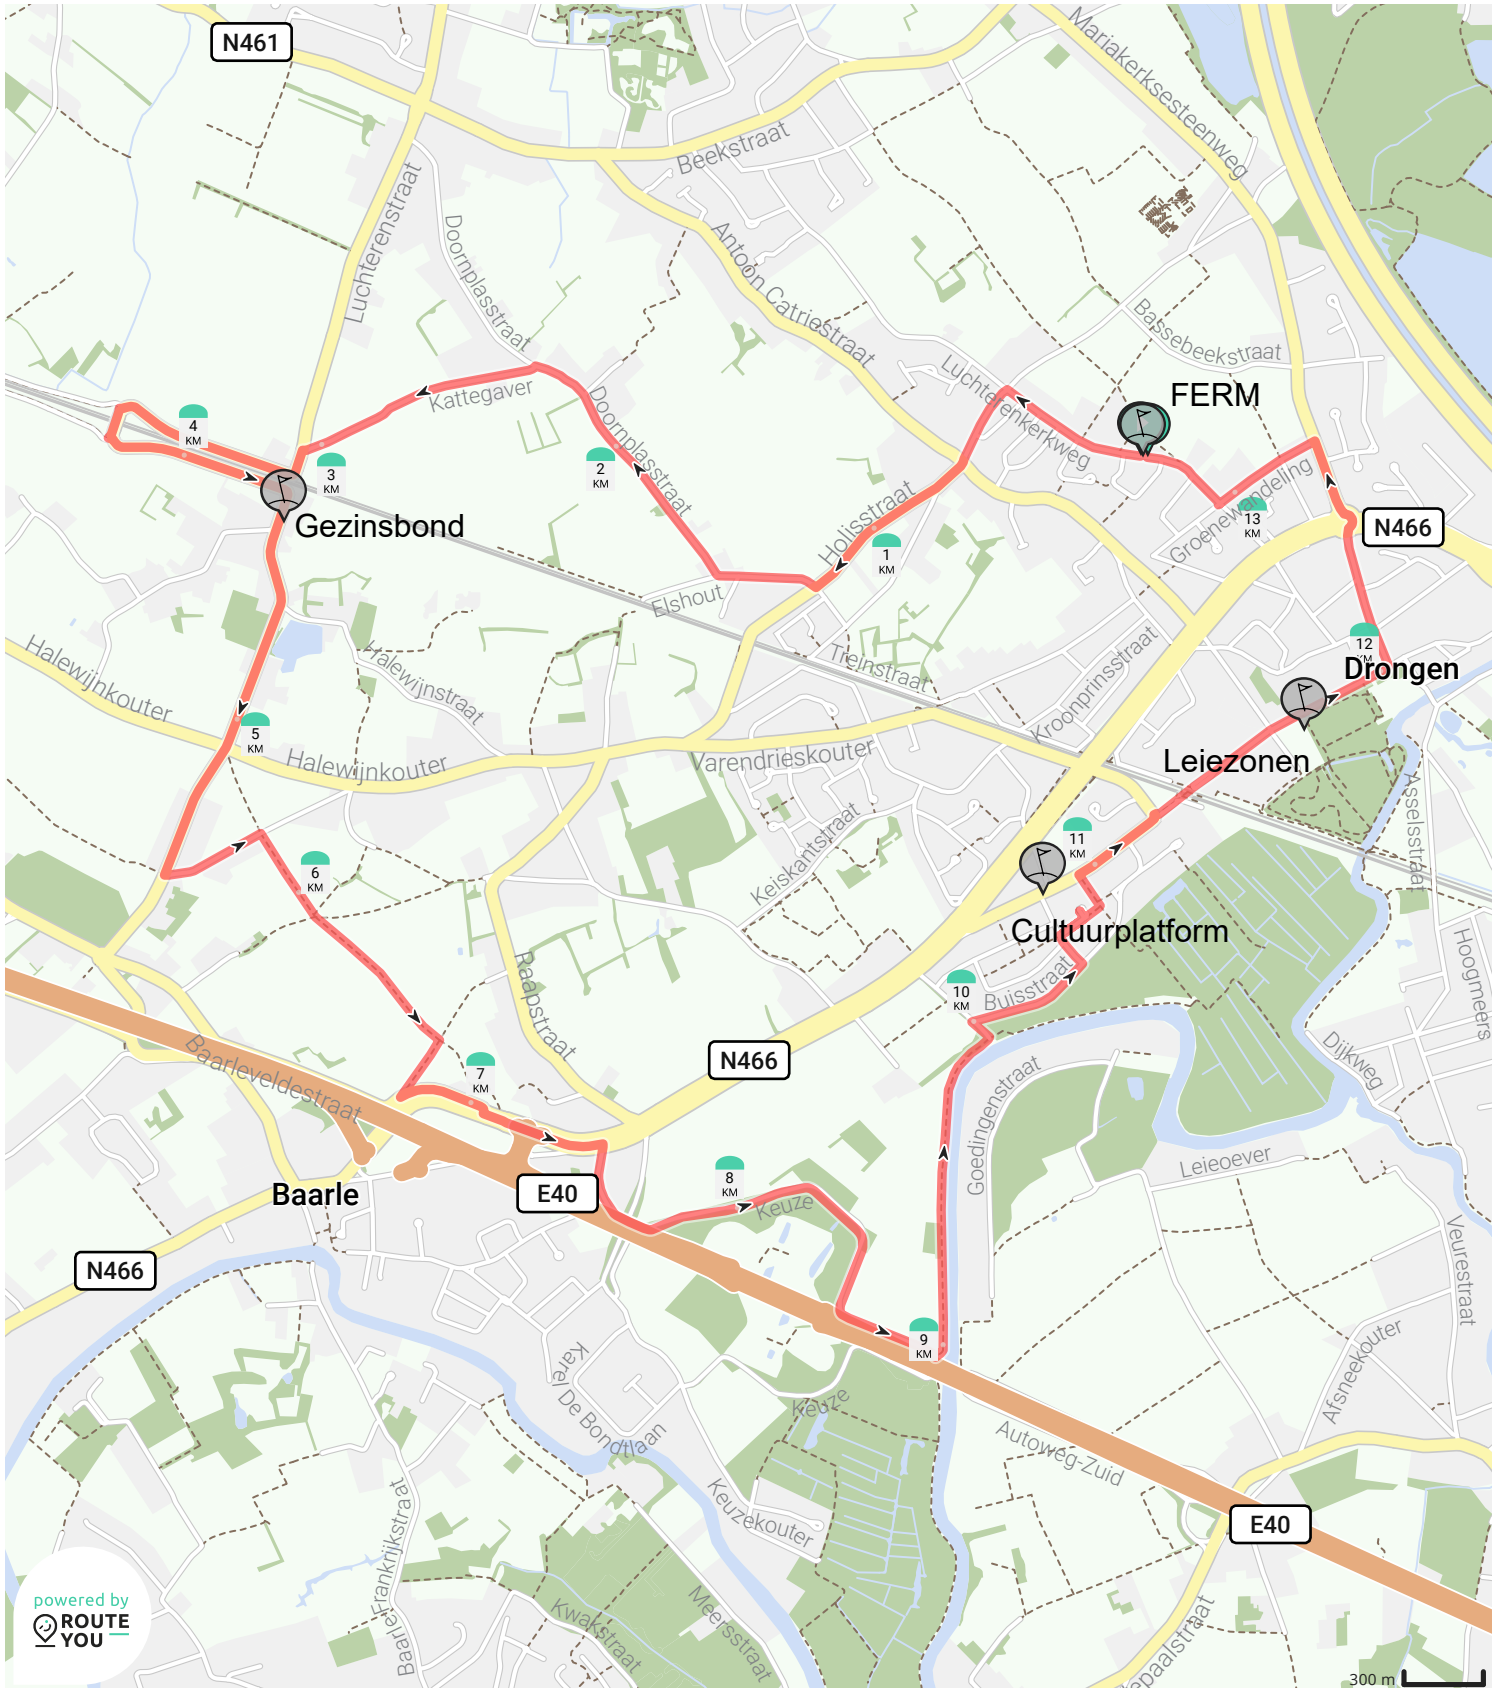 N461
Mariakerksesteenweg
Beekstraat
Luchterenstraat
Doornplasstraat
Antoon Catriestraat
Bassebeekstraat
Luchterenkerkweg
FERM
Kattegaver
Doornplasstraat
4
KM
3
KM
2
KM
Gezinsbond
Holisstraat
1
KM
Groenewandeling
13
KM
N466
Elshout
Treinstraat
Kroonprinsstraat
12
KM
Drongen
Halewijnkouter
Halewijnstraat
5
KM
Halewijnkouter
Varendrieskouter
Leiezonen
Asselsstraat
Keiskantstraat
11
KM
6
KM
Cultuurplatform
Raapstraat
10
KM
Buisstraat
Hoogmeers
Baarleveldestraat
7
KM
N466
Goedingenstraat
Dijkweg
Leieoever
Baarle
E40
8
KM
Keuze
Veurestraat
N466
9
KM
Karel De Bondtlaan
Keuze
Afsneekouter
Autoweg-Zuid
Keuzekouter
Baarle-Frankrijkstraat
E40
Kwakstraat
Meersstraat
epaalstraat
powered by
ROUTE
YOU
300 m